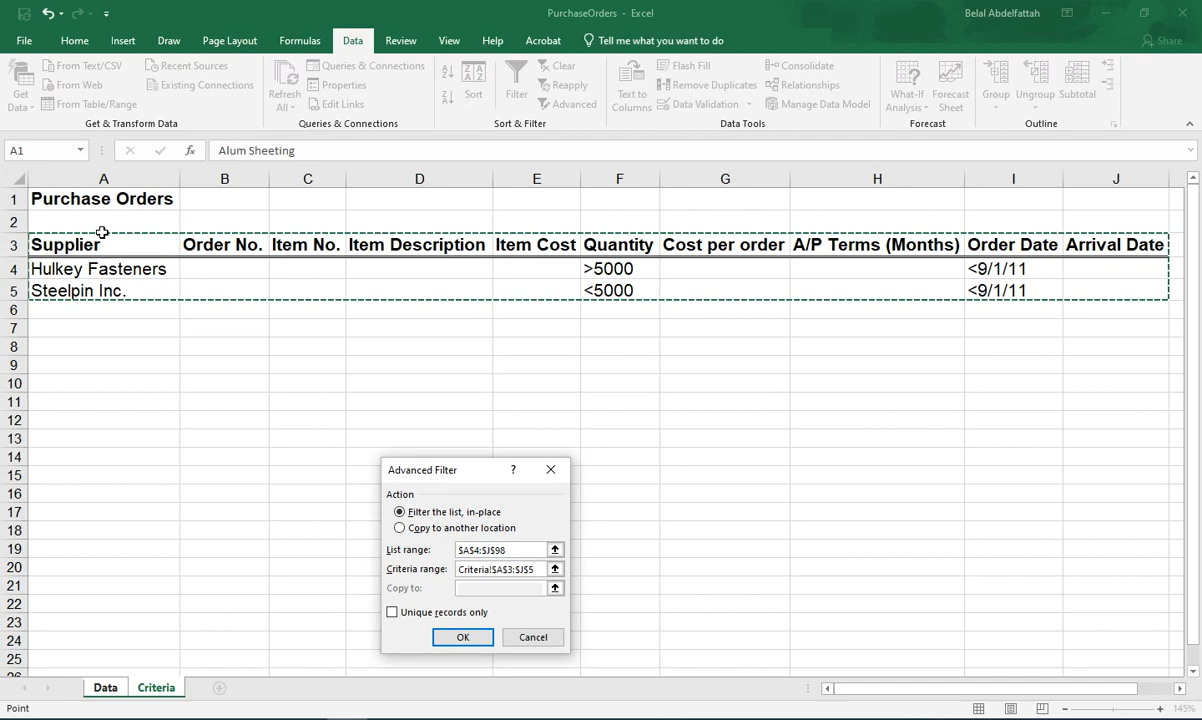 PurchaseOrders - Excel
Belal Abdelfattah
File Home Insert Draw Page Layout Formulas Data Review View Help Acrobat Tell me what you want to do Share
Get Data
From Text/CSV
From Web
From Table/Range
Recent Sources
Existing Connections
Get & Transform Data
Refresh All
Queries & Connections
Properties
Edit Links
Queries & Connections
Sort
Filter
Clear
Reapply
Advanced
Sort & Filter
Text to Columns
Flash Fill
Remove Duplicates
Data Validation
Consolidate
Relationships
Manage Data Model
Data Tools
What-If Analysis
Forecast Sheet
Forecast
Group
Ungroup
Subtotal
Outline
A1
fx
Alum Sheeting
A B C D E F G H I J
1 Purchase Orders
2
3 Supplier Order No. Item No. Item Description Item Cost Quantity Cost per order A/P Terms (Months) Order Date Arrival Date
4 Hulkey Fasteners >5000 <9/1/11
5 Steelpin Inc. <5000 <9/1/11
6
7
8
9
10
11
12
13
14
15
16
17
18
19
20
21
22
23
24
25
26
Advanced Filter ?
Action
Filter the list, in-place
Copy to another location
List range: $A$4:$J$98
Criteria range: Criteria!$A$3:$J$5
Copy to:
Unique records only
OK Cancel
Data Criteria
Point
145%